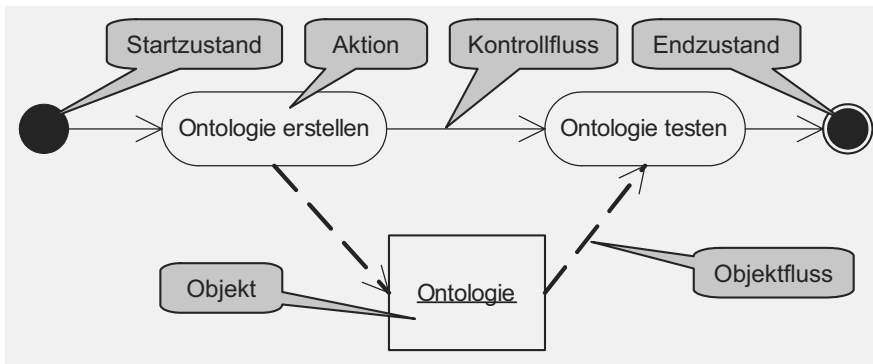 Startzustand
Aktion
Kontrollfluss
Endzustand
Ontologie erstellen
Ontologie testen
Objekt
Ontologie
Objektfluss